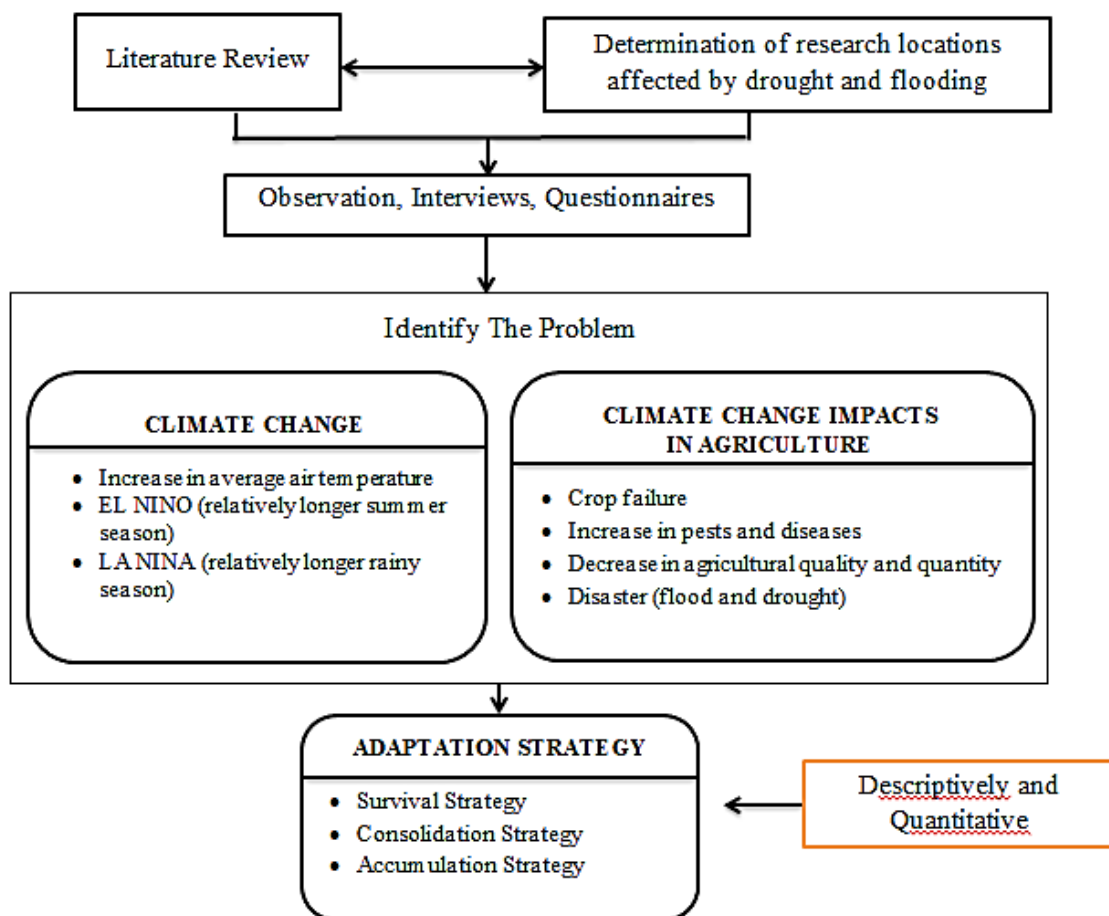 Literature Review
Determination of research locations
affected by drought and flooding
Observation, Interviews, Questionnaires
Identify The Problem
CLIMATE CHANGE
• Increase in average air temperature
• EL NINO (relatively longer summer
season)
• LA NINA (relatively longer rainy
season)
CLIMATE CHANGE IMPACTS
IN AGRICULTURE
• Crop failure
• Increase in pests and diseases
• Decrease in agricultural quality and quantity
• Disaster (flood and drought)
ADAPTATION STRATEGY
• Survival Strategy
• Consolidation Strategy
• Accumulation Strategy
Descriptively and
Quantitative